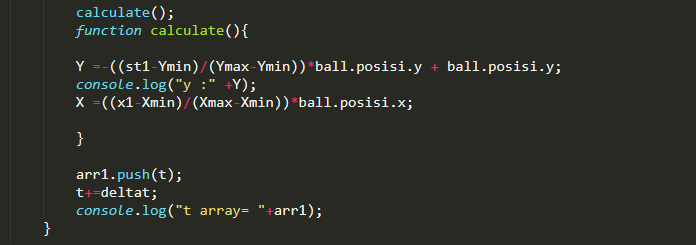 calculate();
function calculate(){
Y =-((st1-Ymin)/(Ymax-Ymin))*ball.posisi.y + ball.posisi.y;
console.log("y :" +Y);
X =((x1-Xmin)/(Xmax-Xmin))*ball.posisi.x;
}
arr1.push(t);
t+=deltat;
console.log("t array= "+arr1);
}